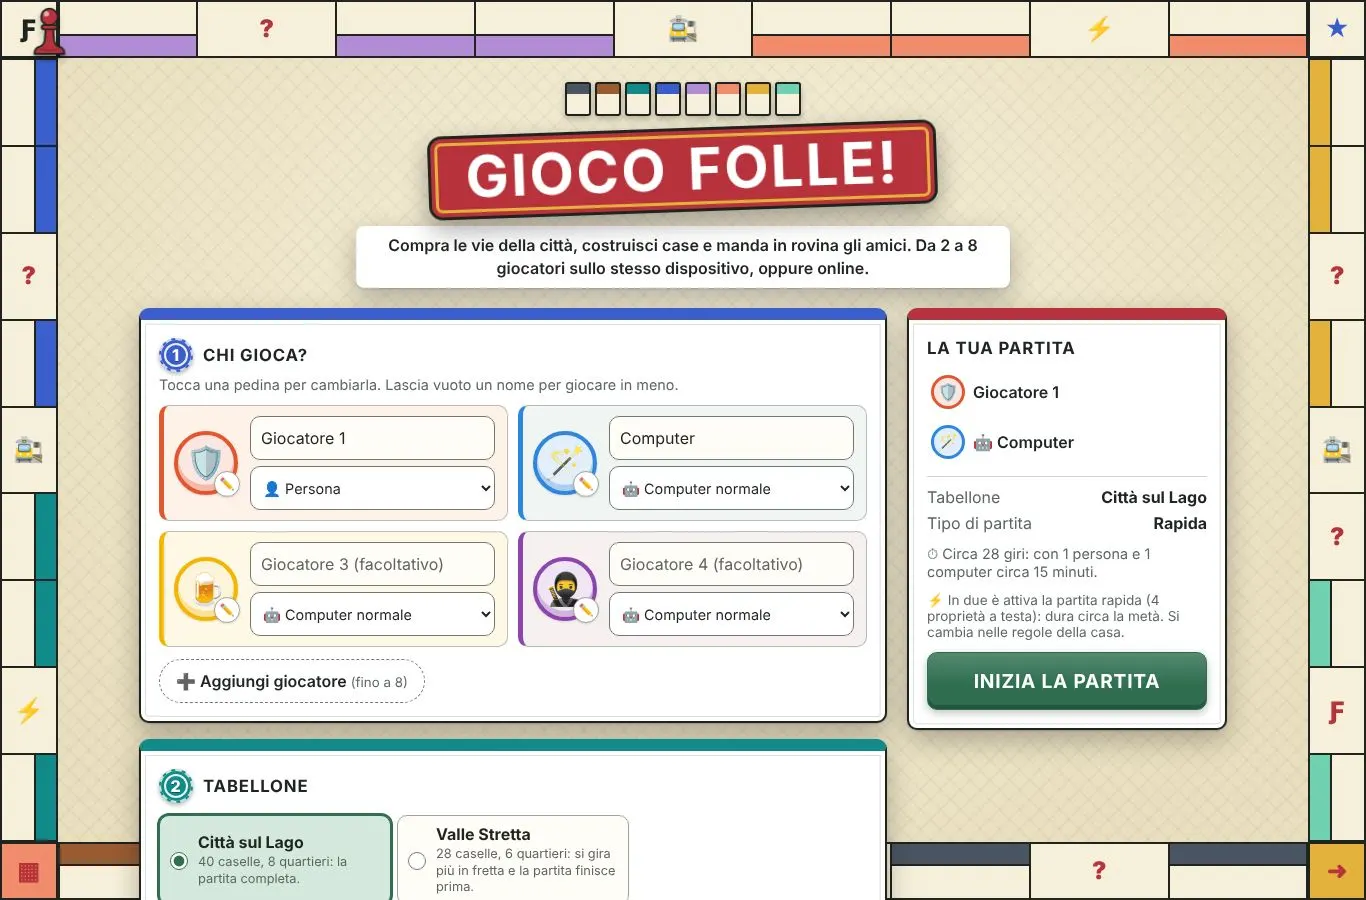 GIOCO FOLLE!
Compra le vie della città, costruisci case e manda in rovina gli amici. Da 2 a 8
giocatori sullo stesso dispositivo, oppure online.
1 CHI GIOCA?
Tocca una pedina per cambiarla. Lascia vuoto un nome per giocare in meno.
Giocatore 1
Persona
Computer
Computer normale
Giocatore 3 (facoltativo)
Computer normale
Giocatore 4 (facoltativo)
Computer normale
Aggiungi giocatore (fino a 8)
2 TABELLONE
Città sul Lago
40 caselle, 8 quartieri: la
partita completa.
Valle Stretta
28 caselle, 6 quartieri: si gira
più in fretta e la partita finisce
prima.
LA TUA PARTITA
Giocatore 1
Computer
Tabellone Città sul Lago
Tipo di partita Rapida
Circa 28 giri: con 1 persona e 1
computer circa 15 minuti.
In due è attiva la partita rapida (4
proprietà a testa): dura circa la metà. Si
cambia nelle regole della casa.
INIZIA LA PARTITA